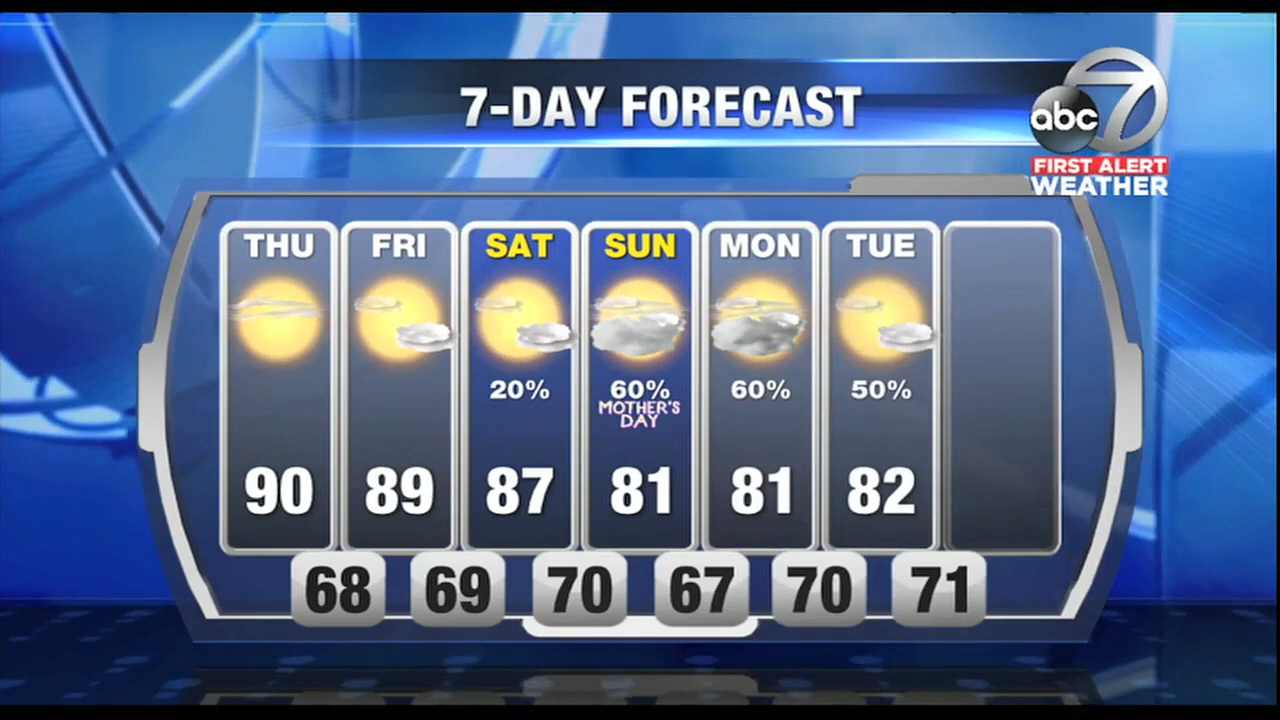 7-DAY FORECAST
abc 7
FIRST ALERT
WEATHER
THU FRI SAT SUN MON TUE
20% 60% 60% 50%
MOTHER'S
DAY
90 89 87 81 81 82
68 69 70 67 70 71